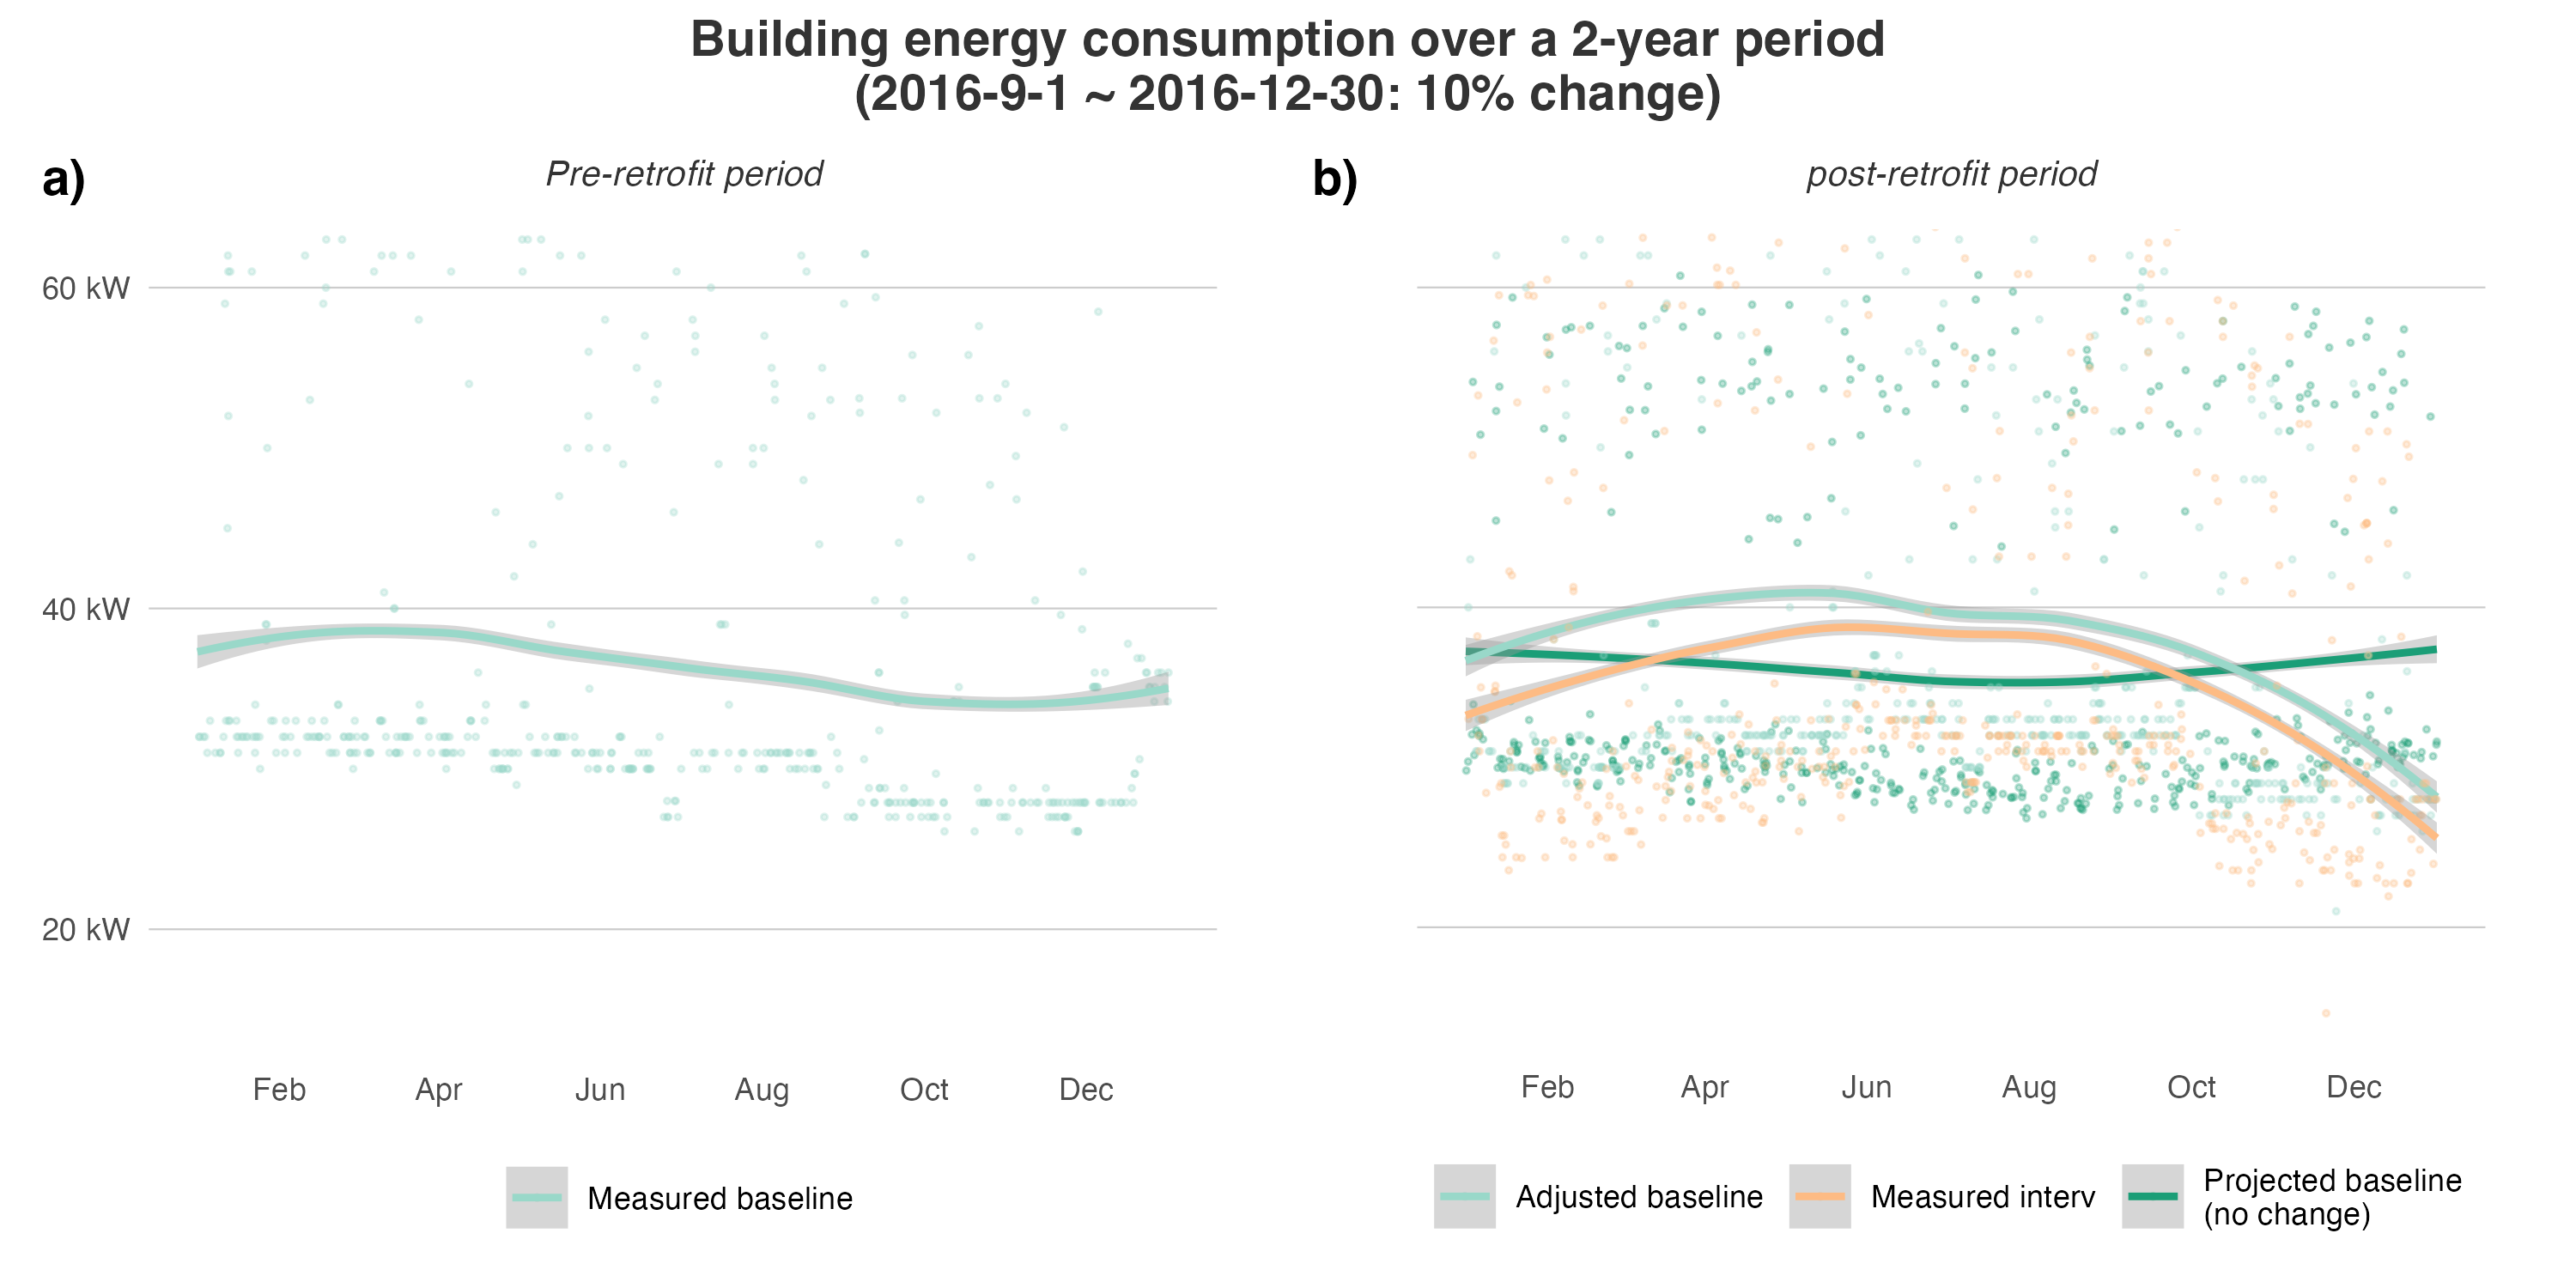 Building energy consumption over a 2-year period
(2016-9-1 ~ 2016-12-30: 10% change)
a)
Pre-retrofit period
60 kW
40 kW
20 kW
Feb Apr Jun Aug Oct Dec
Measured baseline
b)
post-retrofit period
Feb Apr Jun Aug Oct Dec
Adjusted baseline
Measured interv
Projected baseline
(no change)